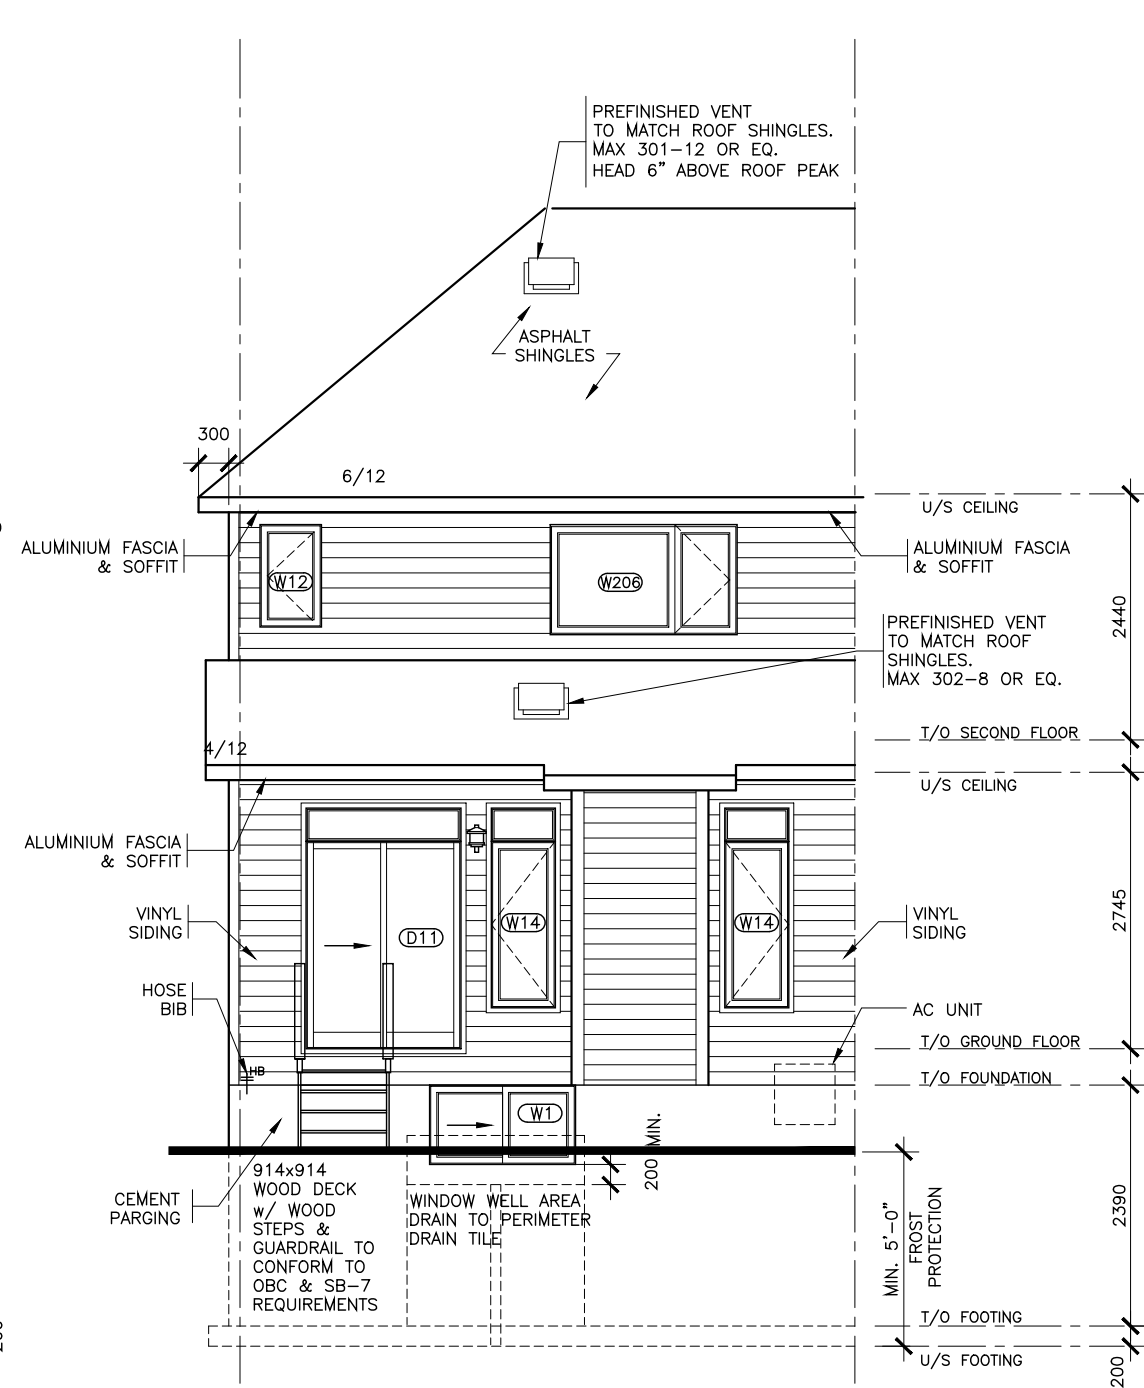 PREFINISHED VENT
TO MATCH ROOF SHINGLES.
MAX 301-12 OR EQ.
HEAD 6" ABOVE ROOF PEAK
ASPHALT
SHINGLES
300
6/12
U/S CEILING
ALUMINIUM FASCIA
& SOFFIT
W12
W206
ALUMINIUM FASCIA
& SOFFIT
2440
PREFINISHED VENT
TO MATCH ROOF
SHINGLES.
MAX 302-8 OR EQ.
T/O SECOND FLOOR
4/12
U/S CEILING
ALUMINIUM FASCIA
& SOFFIT
VINYL
SIDING
D11
W14
W14
VINYL
SIDING
2745
HOSE
BIB
AC UNIT
T/O GROUND FLOOR
HB
T/O FOUNDATION
W1
200 MIN.
CEMENT
PARGING
914x914
WOOD DECK
w/ WOOD
STEPS &
GUARDRAIL TO
CONFORM TO
OBC & SB-7
REQUIREMENTS
WINDOW WELL AREA
DRAIN TO PERIMETER
DRAIN TILE
MIN. 5'-0"
FROST
PROTECTION
2390
T/O FOOTING
U/S FOOTING
200